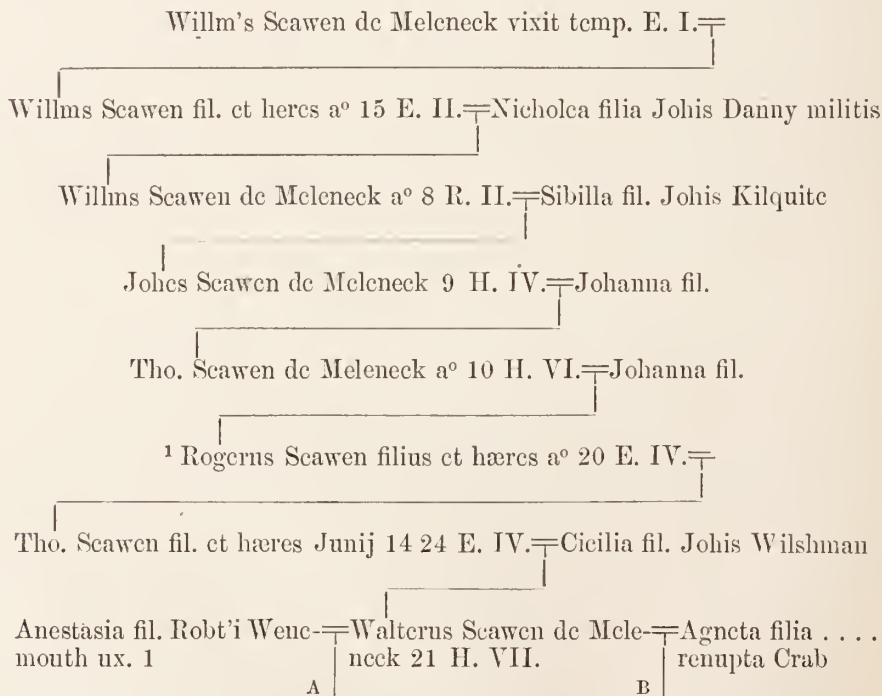 Willm's Scawen de Meleneck vixit temp. E. I.
Willms Scawen fil. et heres aº 15 E. II.=Nicholea filia Johis Danny militis
Willms Scawen de Meleneck aº 8 R. II.=Sibilla fil. Johis Kilquite
Johes Scawen de Meleneck 9 H. IV.=Johanna fil.
Tho. Scawen de Meleneck aº 10 H. VI.=Johanna fil.
¹ Rogerus Scawen filius et hæres aº 20 E. IV.=
Tho. Scawen fil. et hæres Junij 14 24 E. IV.=Cicilia fil. Johis Wilshman
Anestasia fil. Robt'i Wene-=Walterus Scawen de Mele-=Agneta filia . . . .
mouth ux. 1 neck 21 H. VII. renupta Crab
A B